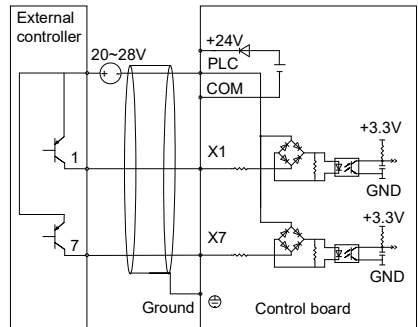 External
controller
20~28V
+24V
PLC
COM
+3.3V
1
X1
GND
+3.3V
7
X7
GND
Ground
Control board